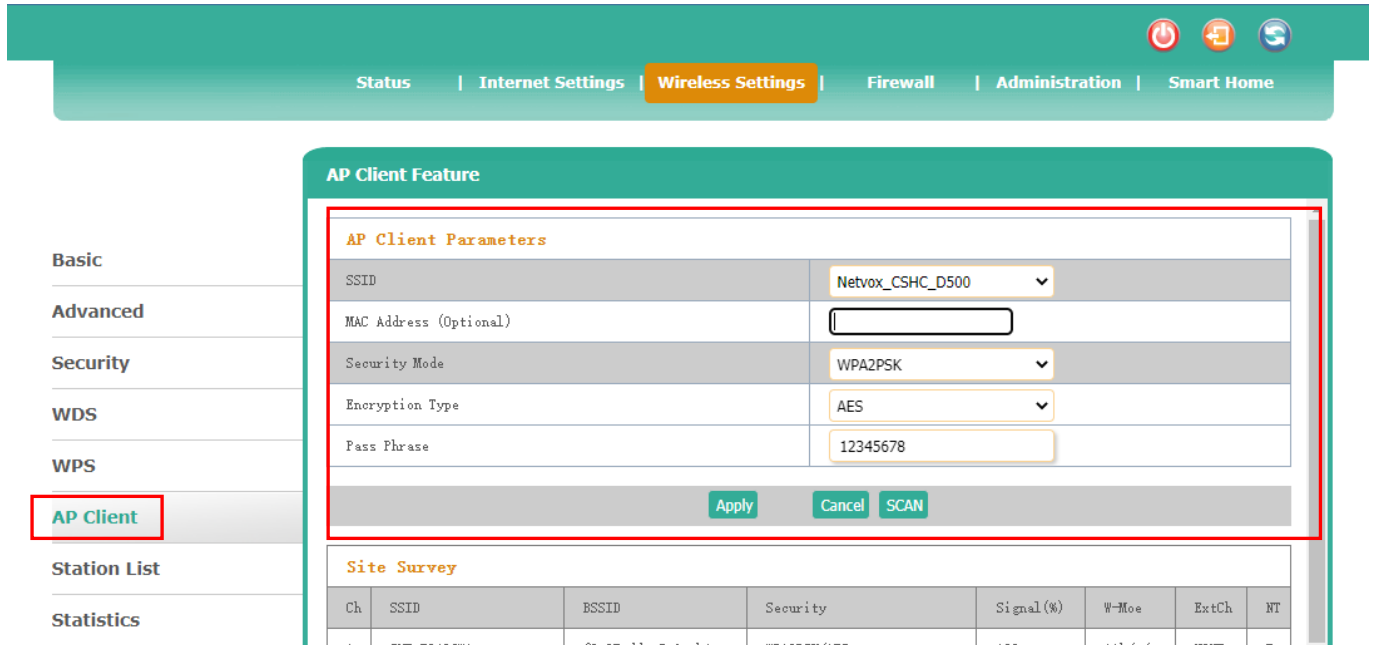 Status | Internet Settings | Wireless Settings | Firewall | Administration | Smart Home
AP Client Feature
Basic
Advanced
Security
WDS
WPS
AP Client
Station List
Statistics
AP Client Parameters
SSID Netvox_CSHC_D500
MAC Address (Optional)
Security Mode WPA2PSK
Encryption Type AES
Pass Phrase 12345678
Apply Cancel SCAN
Site Survey
Ch SSID BSSID Security Signal(%) W-Moe ExtCh NT